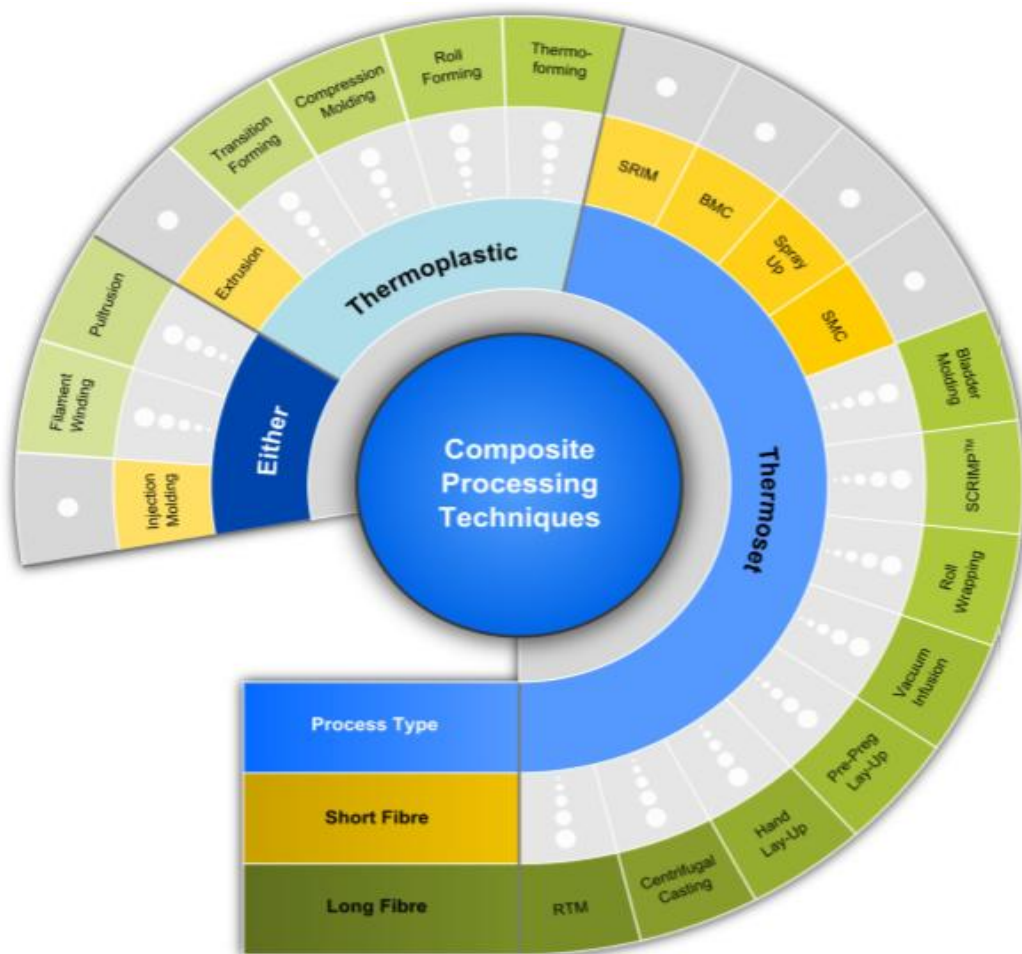 Composite
Processing
Techniques
Process Type
Short Fibre
Long Fibre
Either
Thermoplastic
Thermoset
Injection
Molding
Filament
Winding
Pultrusion
Extrusion
Transition
Forming
Compression
Molding
Roll
Forming
Thermo-
forming
SRIM
BMC
Spray
Up
SMC
Bladder
Molding
SCRIMP™
Roll
Wrapping
Vacuum
Infusion
Pre-Preg
Lay-Up
Hand
Lay-Up
Centrifugal
Casting
RTM